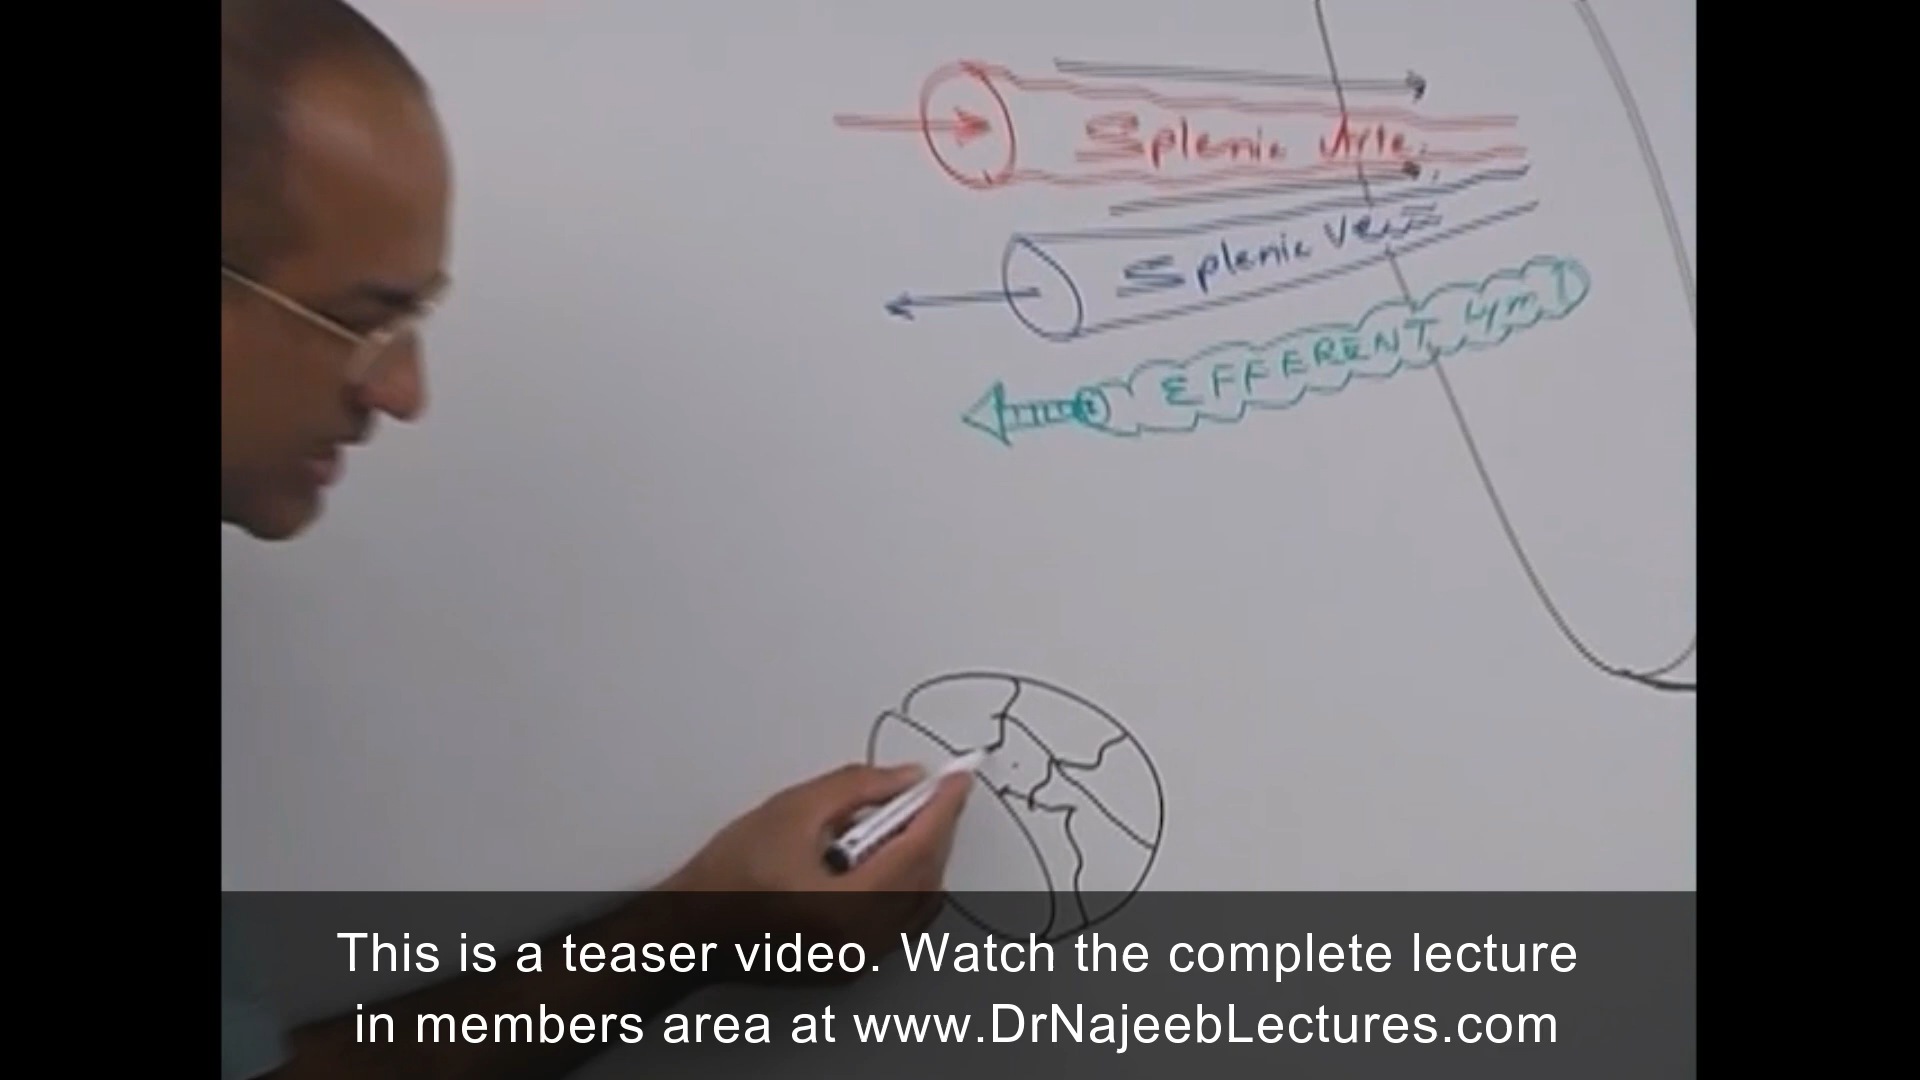 Splenic Arte
Splenic Vein
EFFERENT Lym
This is a teaser video. Watch the complete lecture
in members area at www.DrNajeebLectures.com